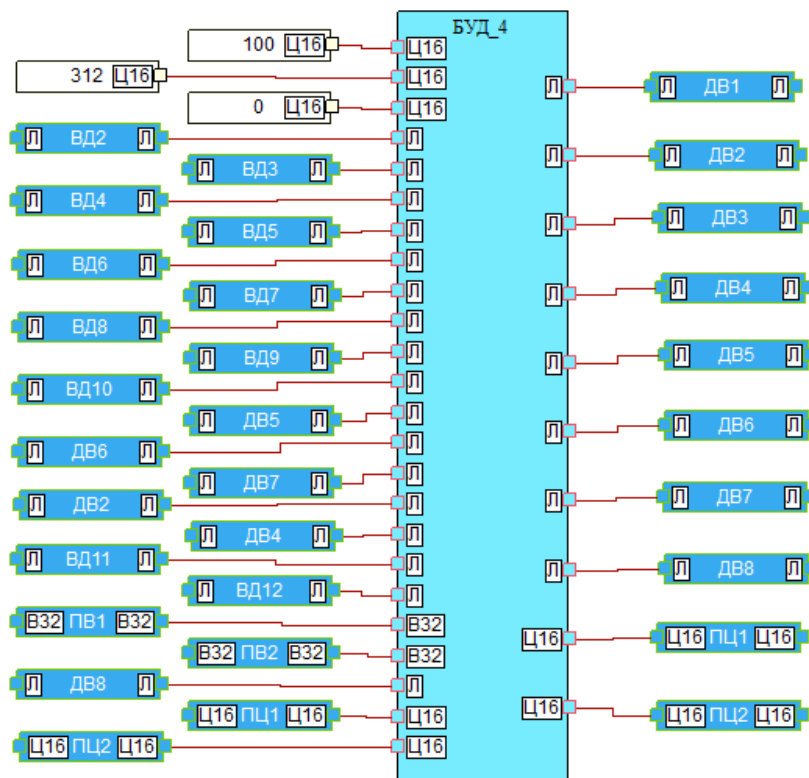 БУД_4
100 Ц16
Ц16
312 Ц16
Ц16
0 Ц16
Ц16
Л ВД2 Л
Л
Л ВД3 Л
Л
Л ВД4 Л
Л
Л ВД5 Л
Л
Л ВД6 Л
Л
Л ВД7 Л
Л
Л ВД8 Л
Л
Л ВД9 Л
Л
Л ВД10 Л
Л
Л ДВ5 Л
Л
Л ДВ6 Л
Л
Л ДВ7 Л
Л
Л ДВ2 Л
Л
Л ДВ4 Л
Л
Л ВД11 Л
Л
Л ВД12 Л
Л
В32 ПВ1 В32
В32
В32 ПВ2 В32
В32
Л ДВ8 Л
Л
Ц16 ПЦ1 Ц16
Ц16
Ц16 ПЦ2 Ц16
Ц16
Л
Л ДВ1 Л
Л
Л ДВ2 Л
Л
Л ДВ3 Л
Л
Л ДВ4 Л
Л
Л ДВ5 Л
Л
Л ДВ6 Л
Л
Л ДВ7 Л
Л
Л ДВ8 Л
Ц16
Ц16 ПЦ1 Ц16
Ц16
Ц16 ПЦ2 Ц16